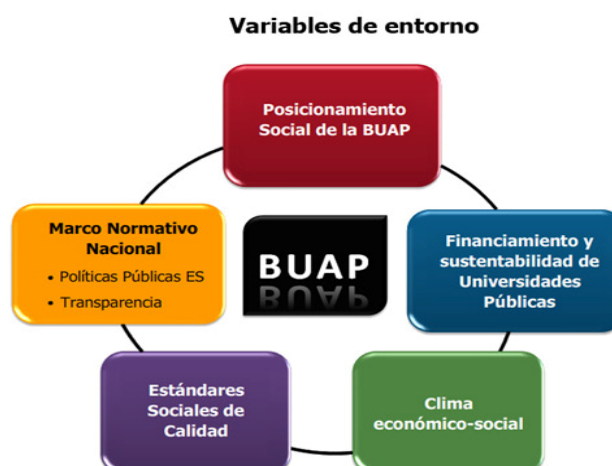 Variables de entorno
Posicionamiento
Social de la BUAP
Marco Normativo
Nacional
• Políticas Públicas ES
• Transparencia
BUAP
Financiamiento y
sustentabilidad de
Universidades
Públicas
Estándares
Sociales de
Calidad
Clima
económico-social